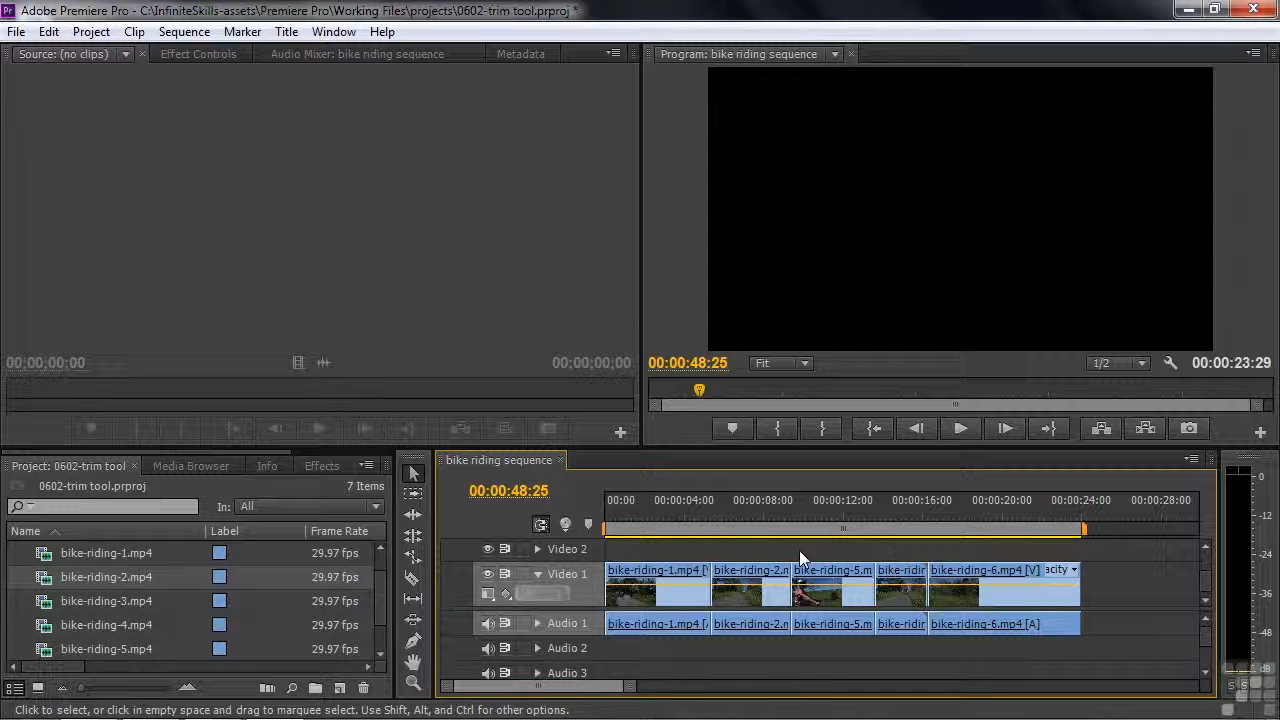 Adobe Premiere Pro - C:\InfiniteSkills-assets\Premiere Pro\Working Files\projects\0602-trim tool.prproj *
File Edit Project Clip Sequence Marker Title Window Help
Source: (no clips) Effect Controls Audio Mixer: bike riding sequence Metadata
Program: bike riding sequence
00;00;00;00 00;00;00;00
00:00:48:25 Fit 1/2 00:00:23:29
Project: 0602-trim tool Media Browser Info Effects
0602-trim tool.prproj 7 Items
In: All
Name Label Frame Rate
bike-riding-1.mp4 29.97 fps
bike-riding-2.mp4 29.97 fps
bike-riding-3.mp4 29.97 fps
bike-riding-4.mp4 29.97 fps
bike-riding-5.mp4 29.97 fps
bike riding sequence
00:00:48:25
00:00 00:00:04:00 00:00:08:00 00:00:12:00 00:00:16:00 00:00:20:00 00:00:24:00 00:00:28:00
Video 2
Video 1 bike-riding-1.mp4 [V bike-riding-2.m bike-riding-5.m bike-ridir bike-riding-6.mp4 [V] acity
Audio 1 bike-riding-1.mp4 [A bike-riding-2.m bike-riding-5.m bike-ridir bike-riding-6.mp4 [A]
Audio 2
Audio 3
0
-12
-24
-36
-48
dB
Click to select, or click in empty space and drag to marquee select. Use Shift, Alt, and Ctrl for other options.